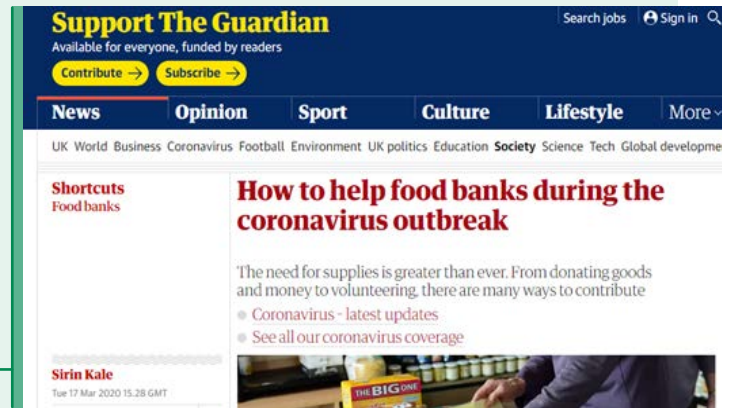 Support The Guardian
Available for everyone, funded by readers
Contribute →
Subscribe →
Search jobs
Sign in
News Opinion Sport Culture Lifestyle More
UK World Business Coronavirus Football Environment UK politics Education Society Science Tech Global developme
Shortcuts
Food banks
How to help food banks during the
coronavirus outbreak
The need for supplies is greater than ever. From donating goods
and money to volunteering, there are many ways to contribute
Coronavirus - latest updates
See all our coronavirus coverage
Sirin Kale
Tue 17 Mar 2020 15.28 GMT
THE BIG ONE